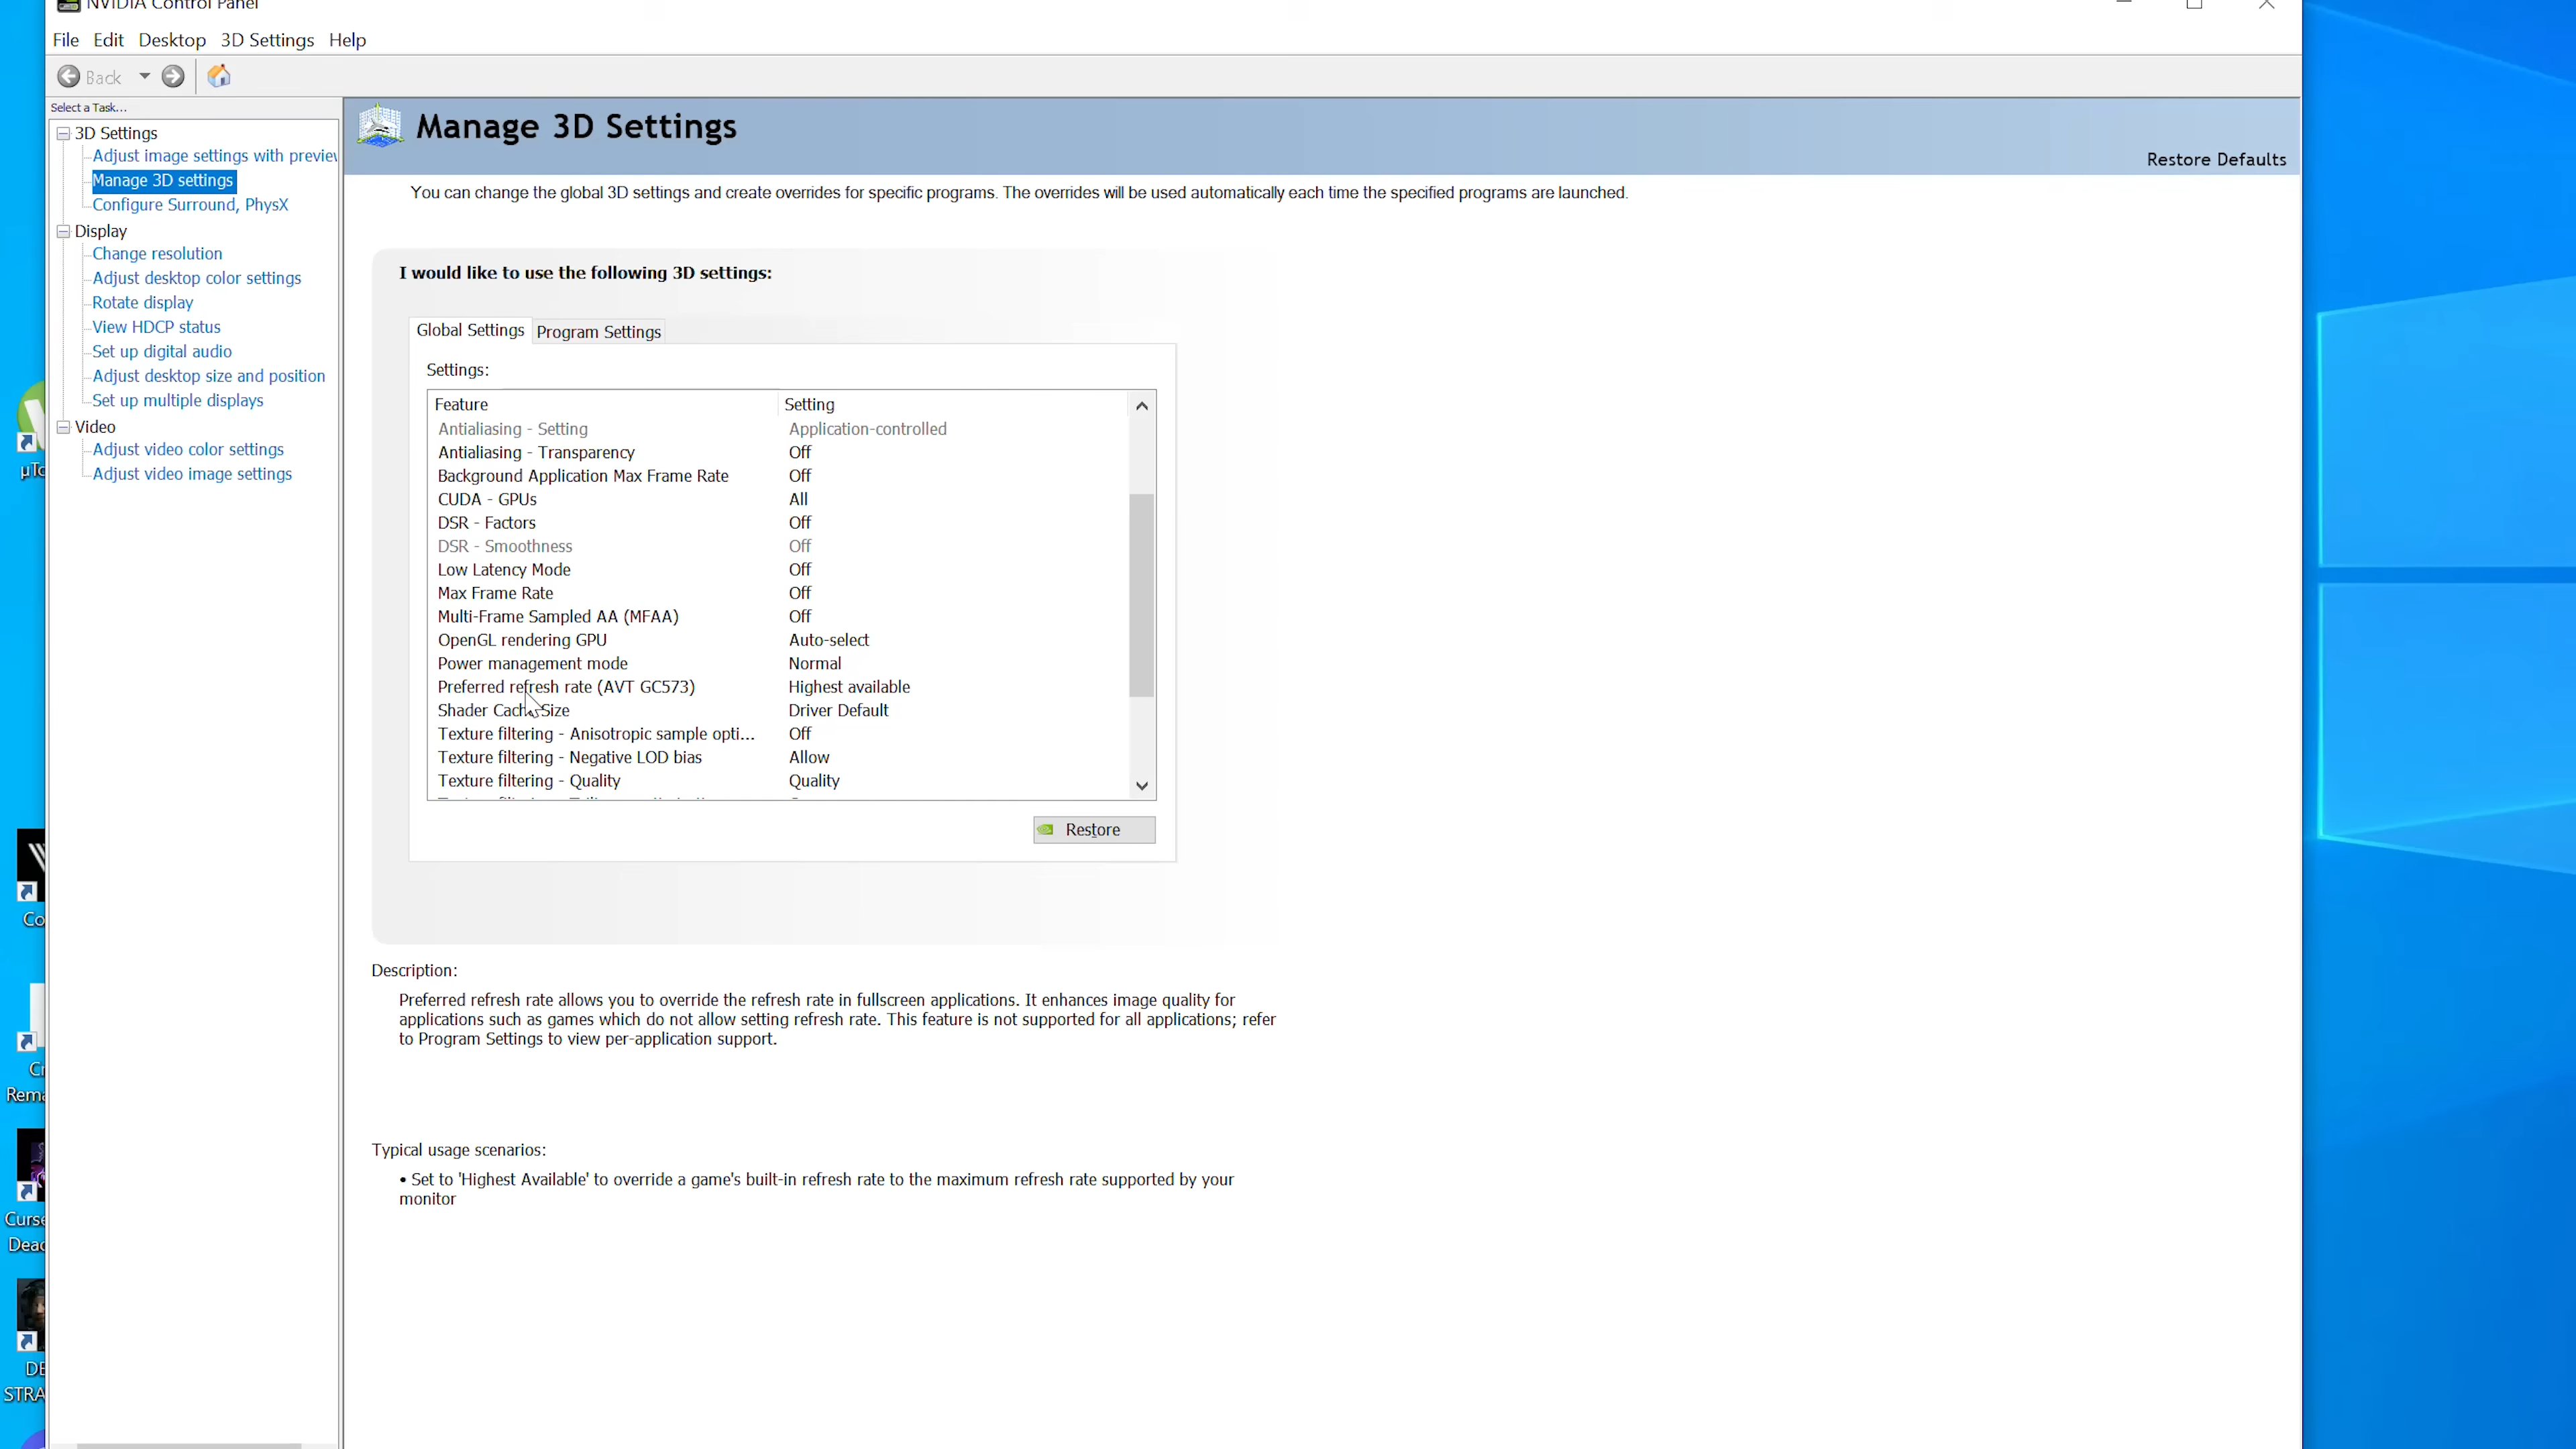 NVIDIA Control Panel
File Edit Desktop 3D Settings Help
Back
Select a Task...
3D Settings
Adjust image settings with preview
Manage 3D settings
Configure Surround, PhysX
Display
Change resolution
Adjust desktop color settings
Rotate display
View HDCP status
Set up digital audio
Adjust desktop size and position
Set up multiple displays
Video
Adjust video color settings
Adjust video image settings
Manage 3D Settings
Restore Defaults
You can change the global 3D settings and create overrides for specific programs. The overrides will be used automatically each time the specified programs are launched.
I would like to use the following 3D settings:
Global Settings Program Settings
Settings:
Feature Setting
Antialiasing - Setting Application-controlled
Antialiasing - Transparency Off
Background Application Max Frame Rate Off
CUDA - GPUs All
DSR - Factors Off
DSR - Smoothness Off
Low Latency Mode Off
Max Frame Rate Off
Multi-Frame Sampled AA (MFAA) Off
OpenGL rendering GPU Auto-select
Power management mode Normal
Preferred refresh rate (AVT GC573) Highest available
Shader Cache Size Driver Default
Texture filtering - Anisotropic sample opti... Off
Texture filtering - Negative LOD bias Allow
Texture filtering - Quality Quality
Restore
Description:
Preferred refresh rate allows you to override the refresh rate in fullscreen applications. It enhances image quality for
applications such as games which do not allow setting refresh rate. This feature is not supported for all applications; refer
to Program Settings to view per-application support.
Typical usage scenarios:
• Set to 'Highest Available' to override a game's built-in refresh rate to the maximum refresh rate supported by your
monitor
µTo
Co
Cr
Rema
Curse
Dead
DE
STRA